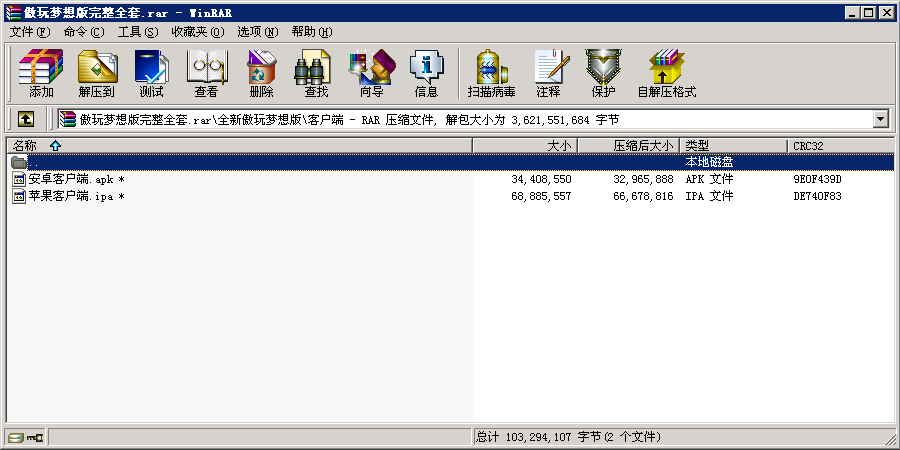 傲玩梦想版完整全套.rar - WinRAR
文件(F) 命令(C) 工具(S) 收藏夹(O) 选项(N) 帮助(H)
添加 解压到 测试 查看 删除 查找 向导 信息 扫描病毒 注释 保护 自解压格式
傲玩梦想版完整全套.rar\全新傲玩梦想版\客户端 - RAR 压缩文件, 解包大小为 3,621,551,684 字节
名称 大小 压缩后大小 类型 CRC32
.. 本地磁盘
安卓客户端.apk * 34,408,550 32,965,888 APK 文件 9E0F439D
苹果客户端.ipa * 68,885,557 66,678,816 IPA 文件 DE740F83
总计 103,294,107 字节(2 个文件)